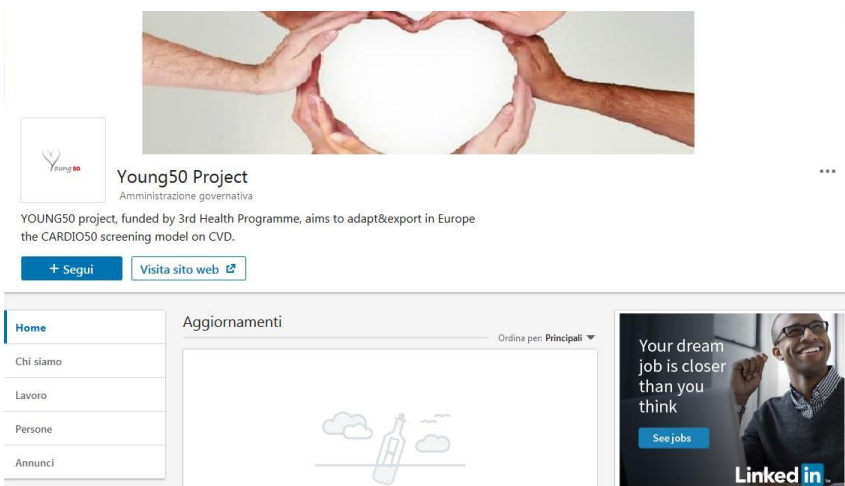 Young50
Young50 Project
Amministrazione governativa
YOUNG50 project, funded by 3rd Health Programme, aims to adapt&export in Europe
the CARDIO50 screening model on CVD.
+ Segui
Visita sito web
Home
Chi siamo
Lavoro
Persone
Annunci
Aggiornamenti
Ordina per: Principali
Your dream
job is closer
than you
think
See jobs
Linked in